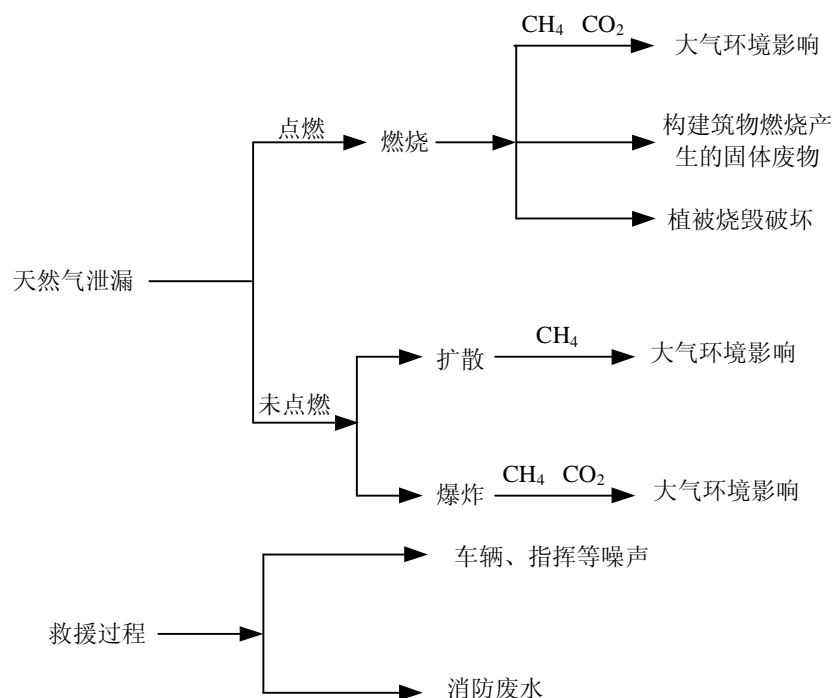 CH₄ CO₂
大气环境影响
点燃
燃烧
构建筑物燃烧产
生的固体废物
植被烧毁破坏
天然气泄漏
未点燃
扩散
CH₄
大气环境影响
爆炸
CH₄ CO₂
大气环境影响
车辆、指挥等噪声
救援过程
消防废水